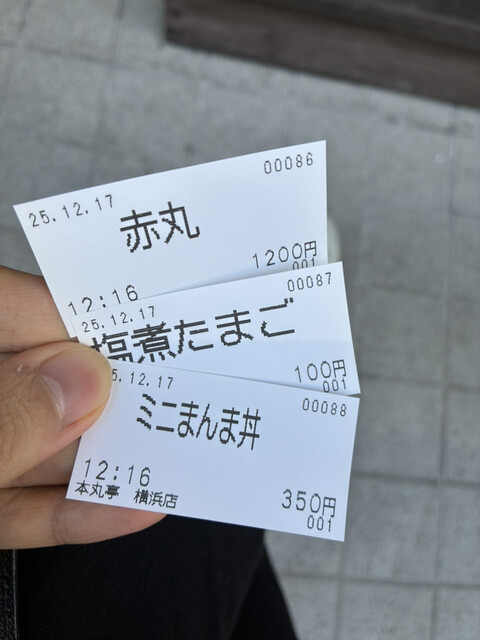 00086
25.12.17
赤丸
1200円
001
12:16
00087
25.12.17
塩煮たまご
100円
001
5.12.17
00088
ミニまんま丼
12:16
本丸亭 横浜店
350円
001